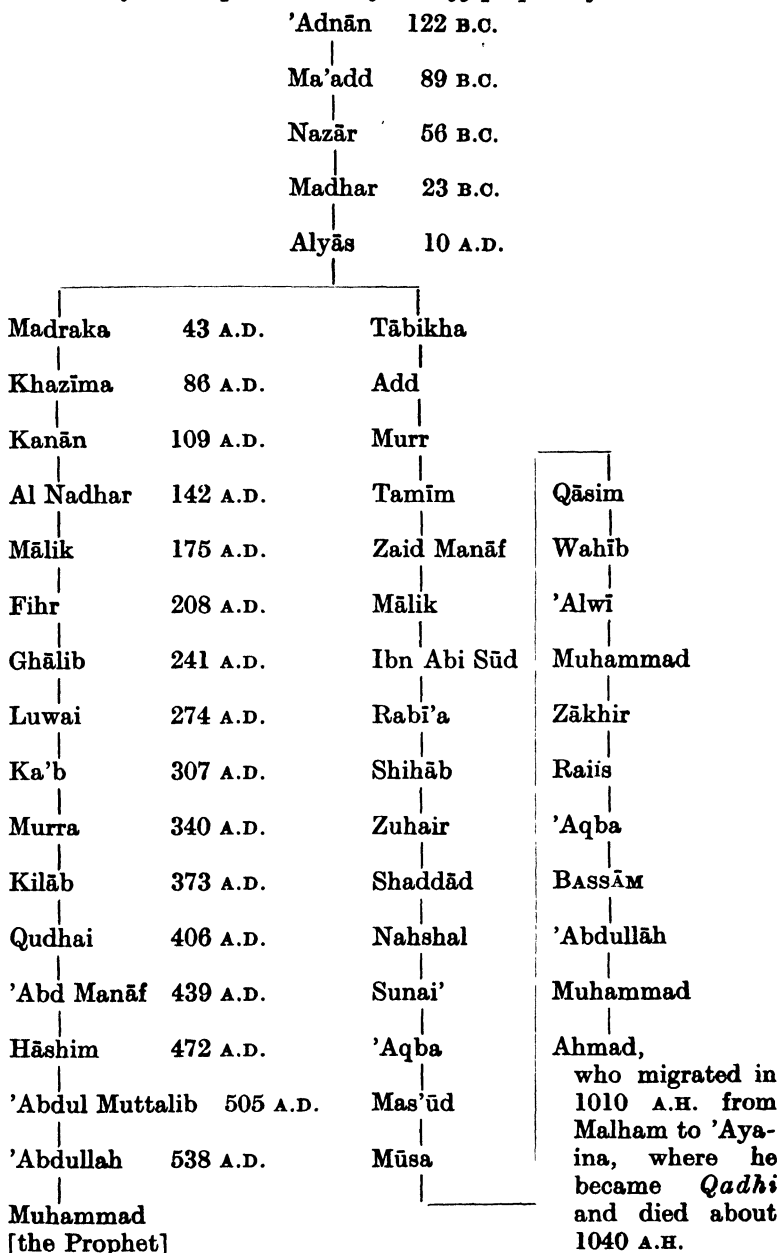 'Adnān 122 B.C.
Ma'add 89 B.C.
Nazār 56 B.C.
Madhar 23 B.C.
Alyās 10 A.D.
Madraka 43 A.D.
Khazīma 86 A.D.
Kanān 109 A.D.
Al Nadhar 142 A.D.
Mālik 175 A.D.
Fihr 208 A.D.
Ghālib 241 A.D.
Luwai 274 A.D.
Ka'b 307 A.D.
Murra 340 A.D.
Kilāb 373 A.D.
Qudhai 406 A.D.
'Abd Manāf 439 A.D.
Hāshim 472 A.D.
'Abdul Muttalib 505 A.D.
'Abdullah 538 A.D.
Muhammad
[the Prophet]
Tābikha
Add
Murr
Tamīm
Zaid Manāf
Mālik
Ibn Abi Sūd
Rabī'a
Shihāb
Zuhair
Shaddād
Nahshal
Sunai'
'Aqba
Mas'ūd
Mūsa
Qāsim
Wahīb
'Alwī
Muhammad
Zākhir
Raiis
'Aqba
BASSĀM
'Abdullāh
Muhammad
Ahmad,
who migrated in
1010 A.H. from
Malham to 'Aya-
ina, where he
became Qadhi
and died about
1040 A.H.